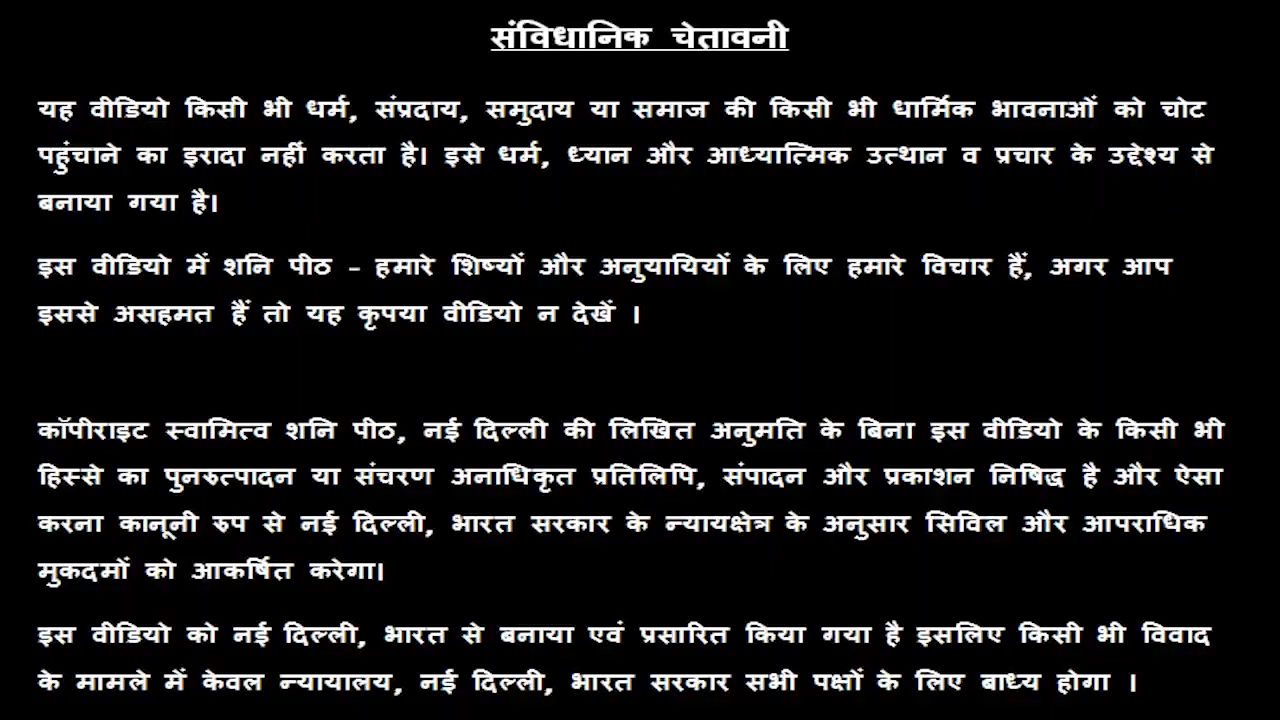 संविधानिक चेतावनी
यह वीडियो किसी भी धर्म, संप्रदाय, समुदाय या समाज की किसी भी धार्मिक भावनाओं को चोट
पहुंचाने का इरादा नहीं करता है। इसे धर्म, ध्यान और आध्यात्मिक उत्थान व प्रचार के उद्देश्य से
बनाया गया है।
इस वीडियो में शनि पीठ – हमारे शिष्यों और अनुयायियों के लिए हमारे विचार हैं, अगर आप
इससे असहमत हैं तो यह कृपया वीडियो न देखें ।
कॉपीराइट स्वामित्व शनि पीठ, नई दिल्ली की लिखित अनुमति के बिना इस वीडियो के किसी भी
हिस्से का पुनरुत्पादन या संचरण अनाधिकृत प्रतिलिपि, संपादन और प्रकाशन निषिद्ध है और ऐसा
करना कानूनी रुप से नई दिल्ली, भारत सरकार के न्यायक्षेत्र के अनुसार सिविल और आपराधिक
मुकदमों को आकर्षित करेगा।
इस वीडियो को नई दिल्ली, भारत से बनाया एवं प्रसारित किया गया है इसलिए किसी भी विवाद
के मामले में केवल न्यायालय, नई दिल्ली, भारत सरकार सभी पक्षों के लिए बाध्य होगा ।